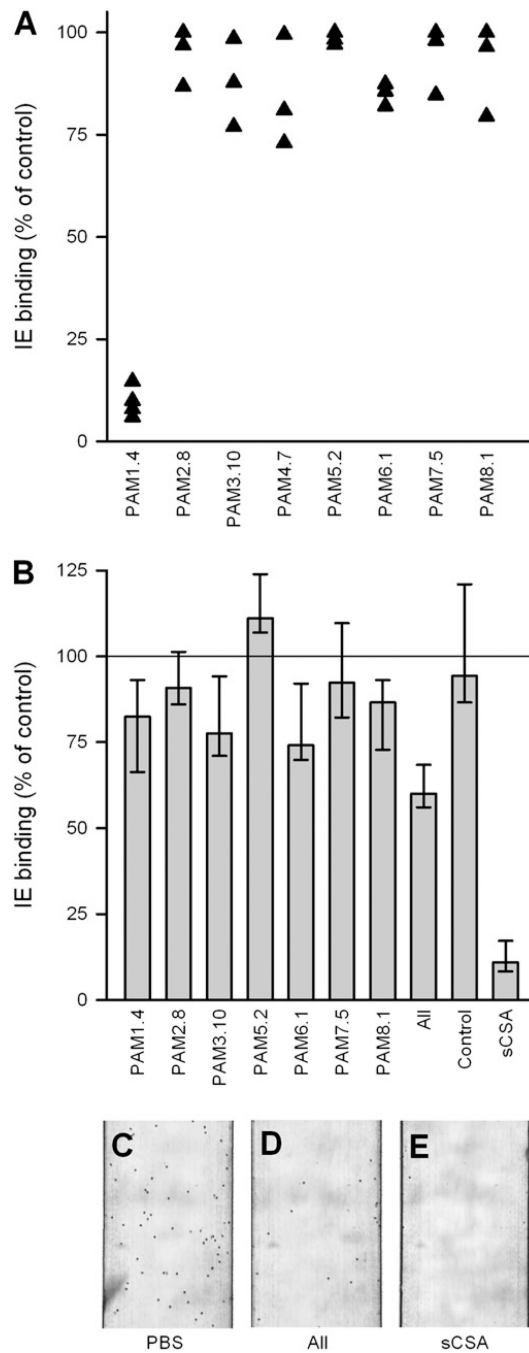 A
IE binding (% of control)
100
75
50
25
0
PAM1.4
PAM2.8
PAM3.10
PAM4.7
PAM5.2
PAM6.1
PAM7.5
PAM8.1
B
IE binding (% of control)
125
100
75
50
25
0
PAM1.4
PAM2.8
PAM3.10
PAM5.2
PAM6.1
PAM7.5
PAM8.1
All
Control
sCSA
C
D
E
PBS
All
sCSA